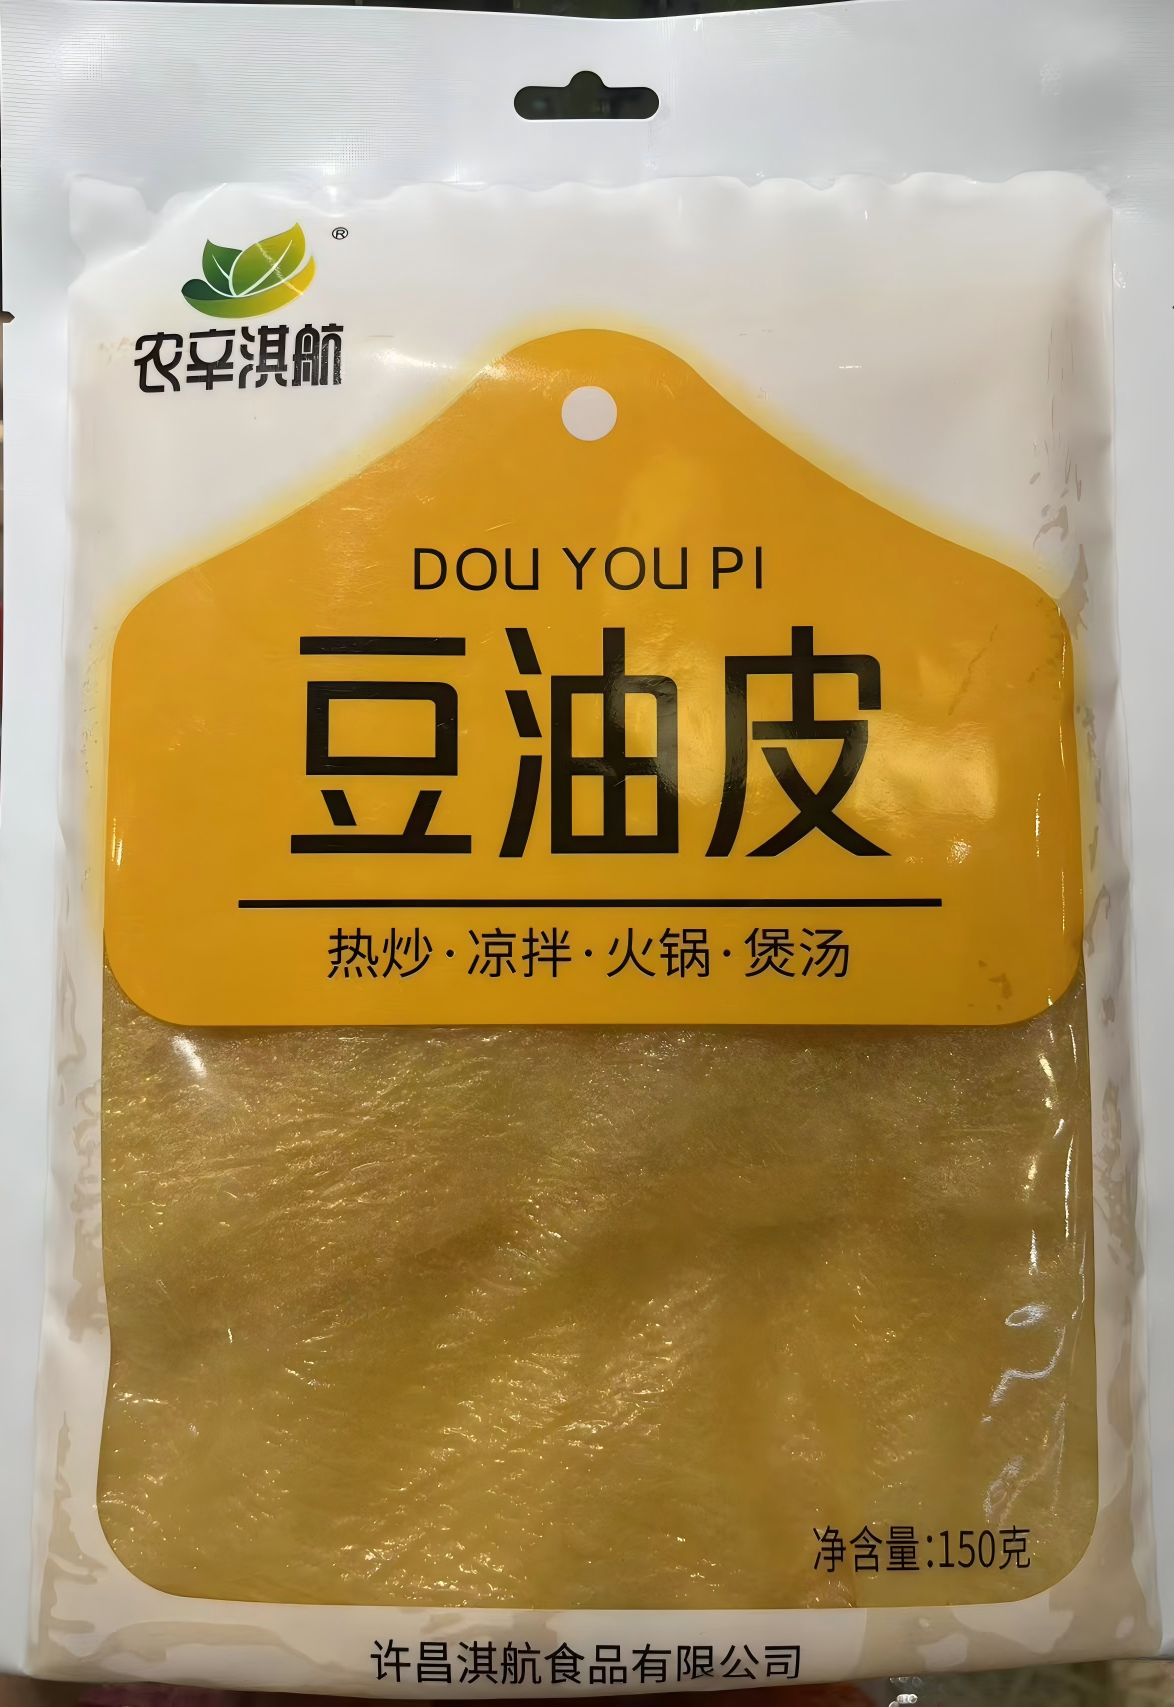 ®
农辛淇航
DOU YOU PI
豆油皮
热炒·凉拌·火锅·煲汤
净含量:150克
许昌淇航食品有限公司